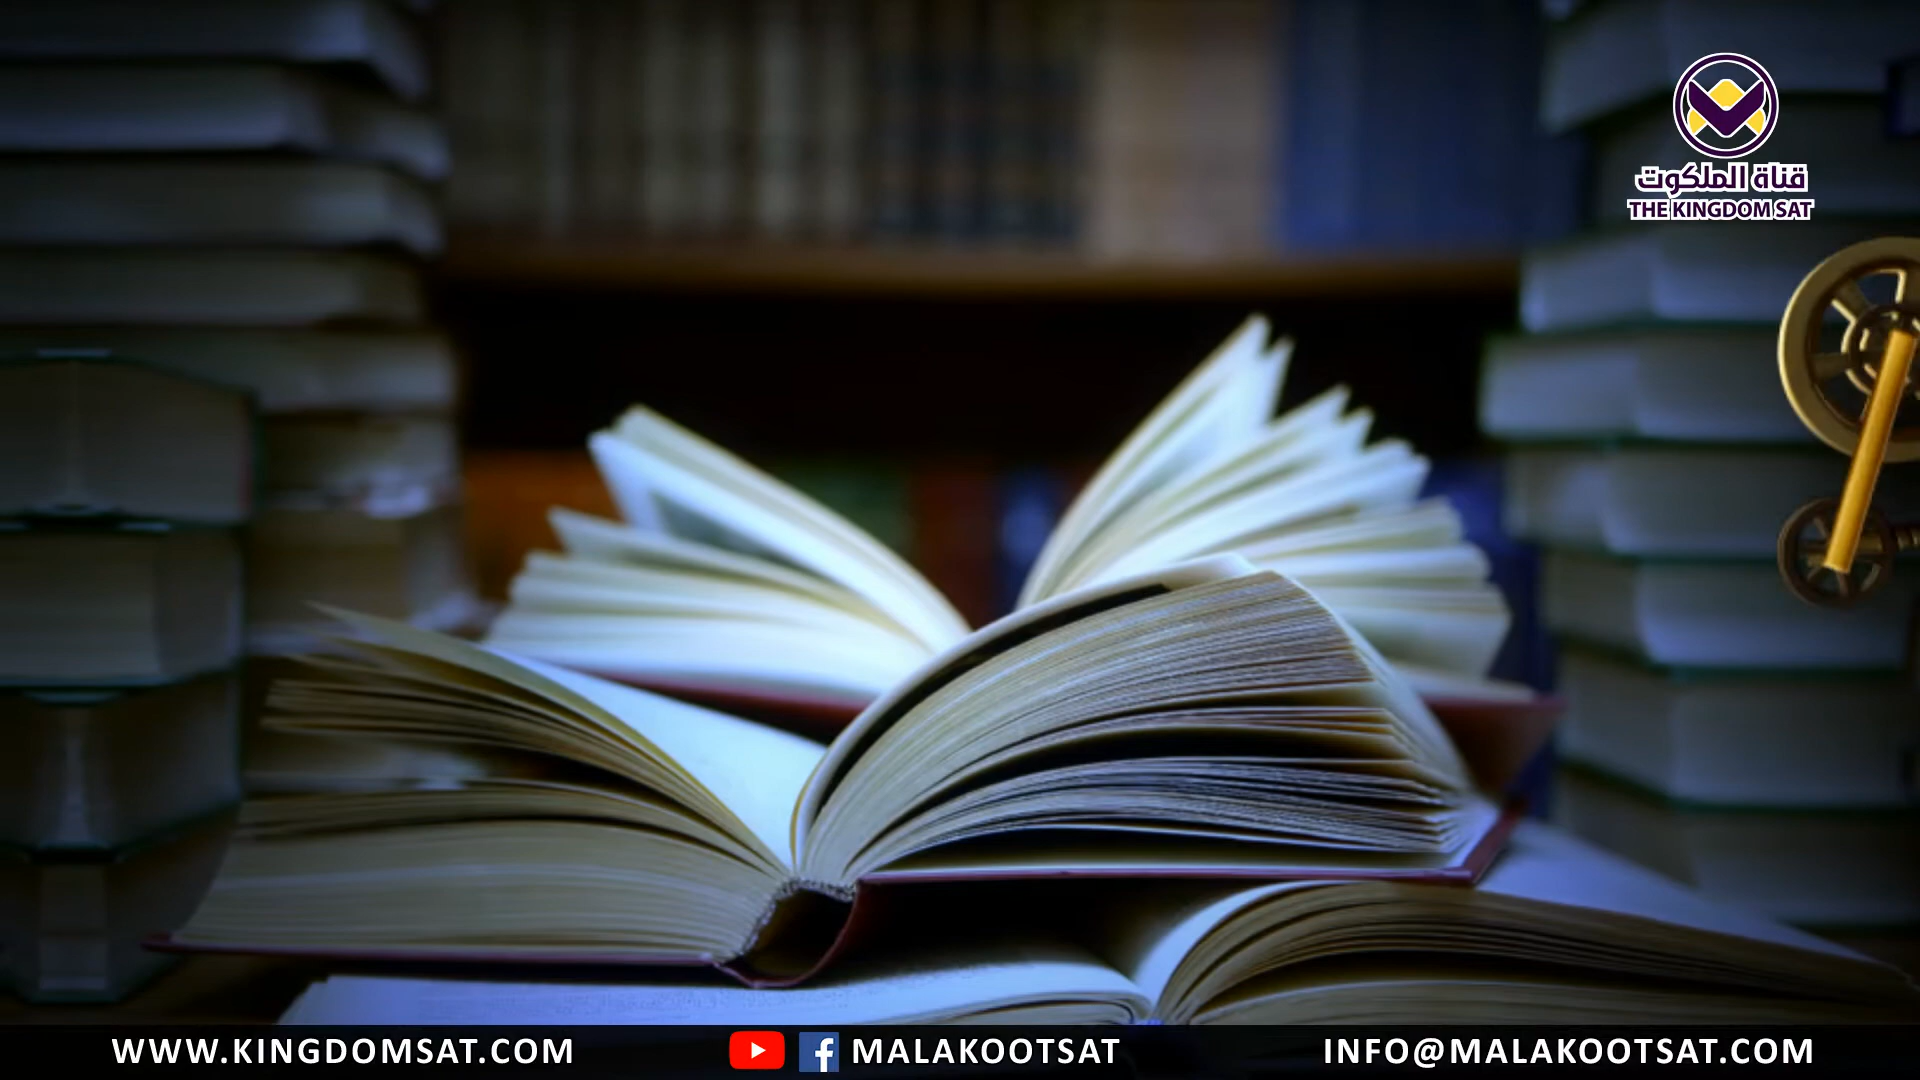 قناة الملكوت
THE KINGDOM SAT
WWW.KINGDOMSAT.COM
MALAKOOTSAT
INFO@MALAKOOTSAT.COM